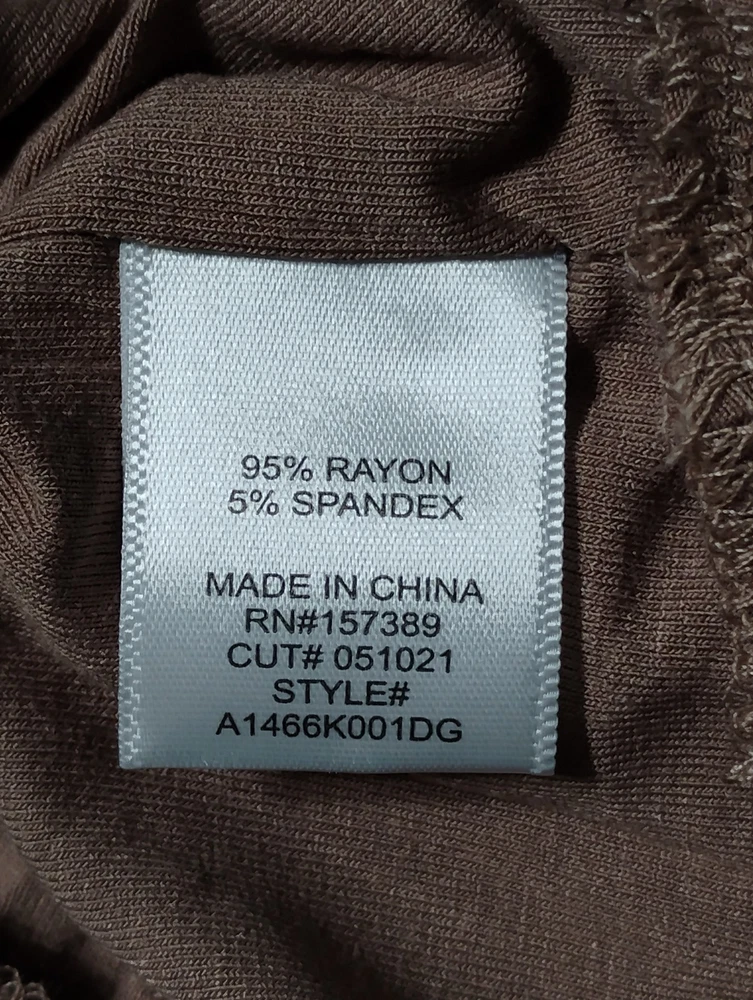 95% RAYON
5% SPANDEX
MADE IN CHINA
RN#157389
CUT# 051021
STYLE#
A1466K001DG